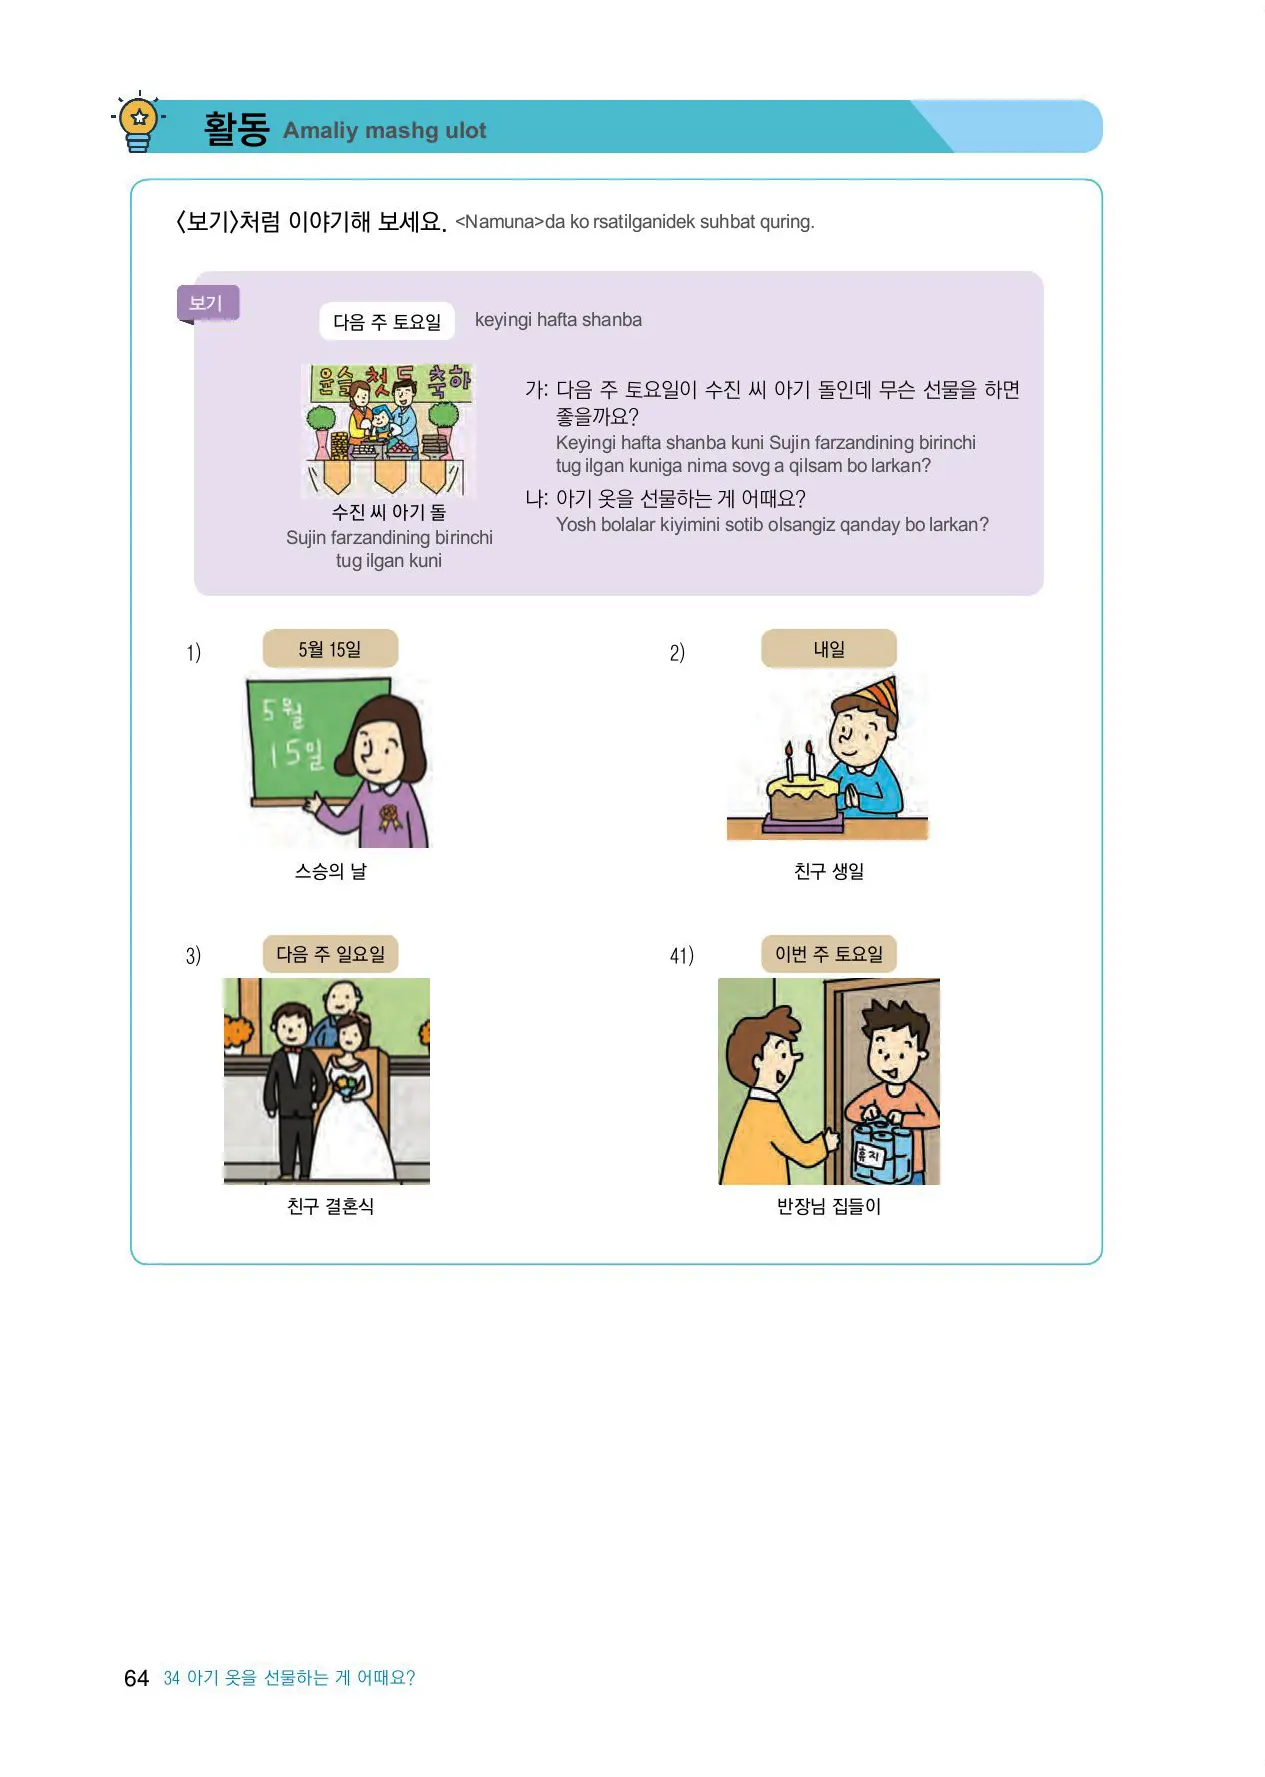 활동 Amaliy mashg ulot
<보기>처럼 이야기해 보세요. <Namuna>da ko rsatilganidek suhbat quring.
보기
다음 주 토요일 keyingi hafta shanba
윤슬 첫돌 축하
수진 씨 아기 돌
Sujin farzandining birinchi
tug ilgan kuni
가: 다음 주 토요일이 수진 씨 아기 돌인데 무슨 선물을 하면
좋을까요?
Keyingi hafta shanba kuni Sujin farzandining birinchi
tug ilgan kuniga nima sovg a qilsam bo larkan?
나: 아기 옷을 선물하는 게 어때요?
Yosh bolalar kiyimini sotib olsangiz qanday bo larkan?
1) 5월 15일
5월
15일
스승의 날
2) 내일
친구 생일
3) 다음 주 일요일
친구 결혼식
41) 이번 주 토요일
휴지
반장님 집들이
64 34 아기 옷을 선물하는 게 어때요?